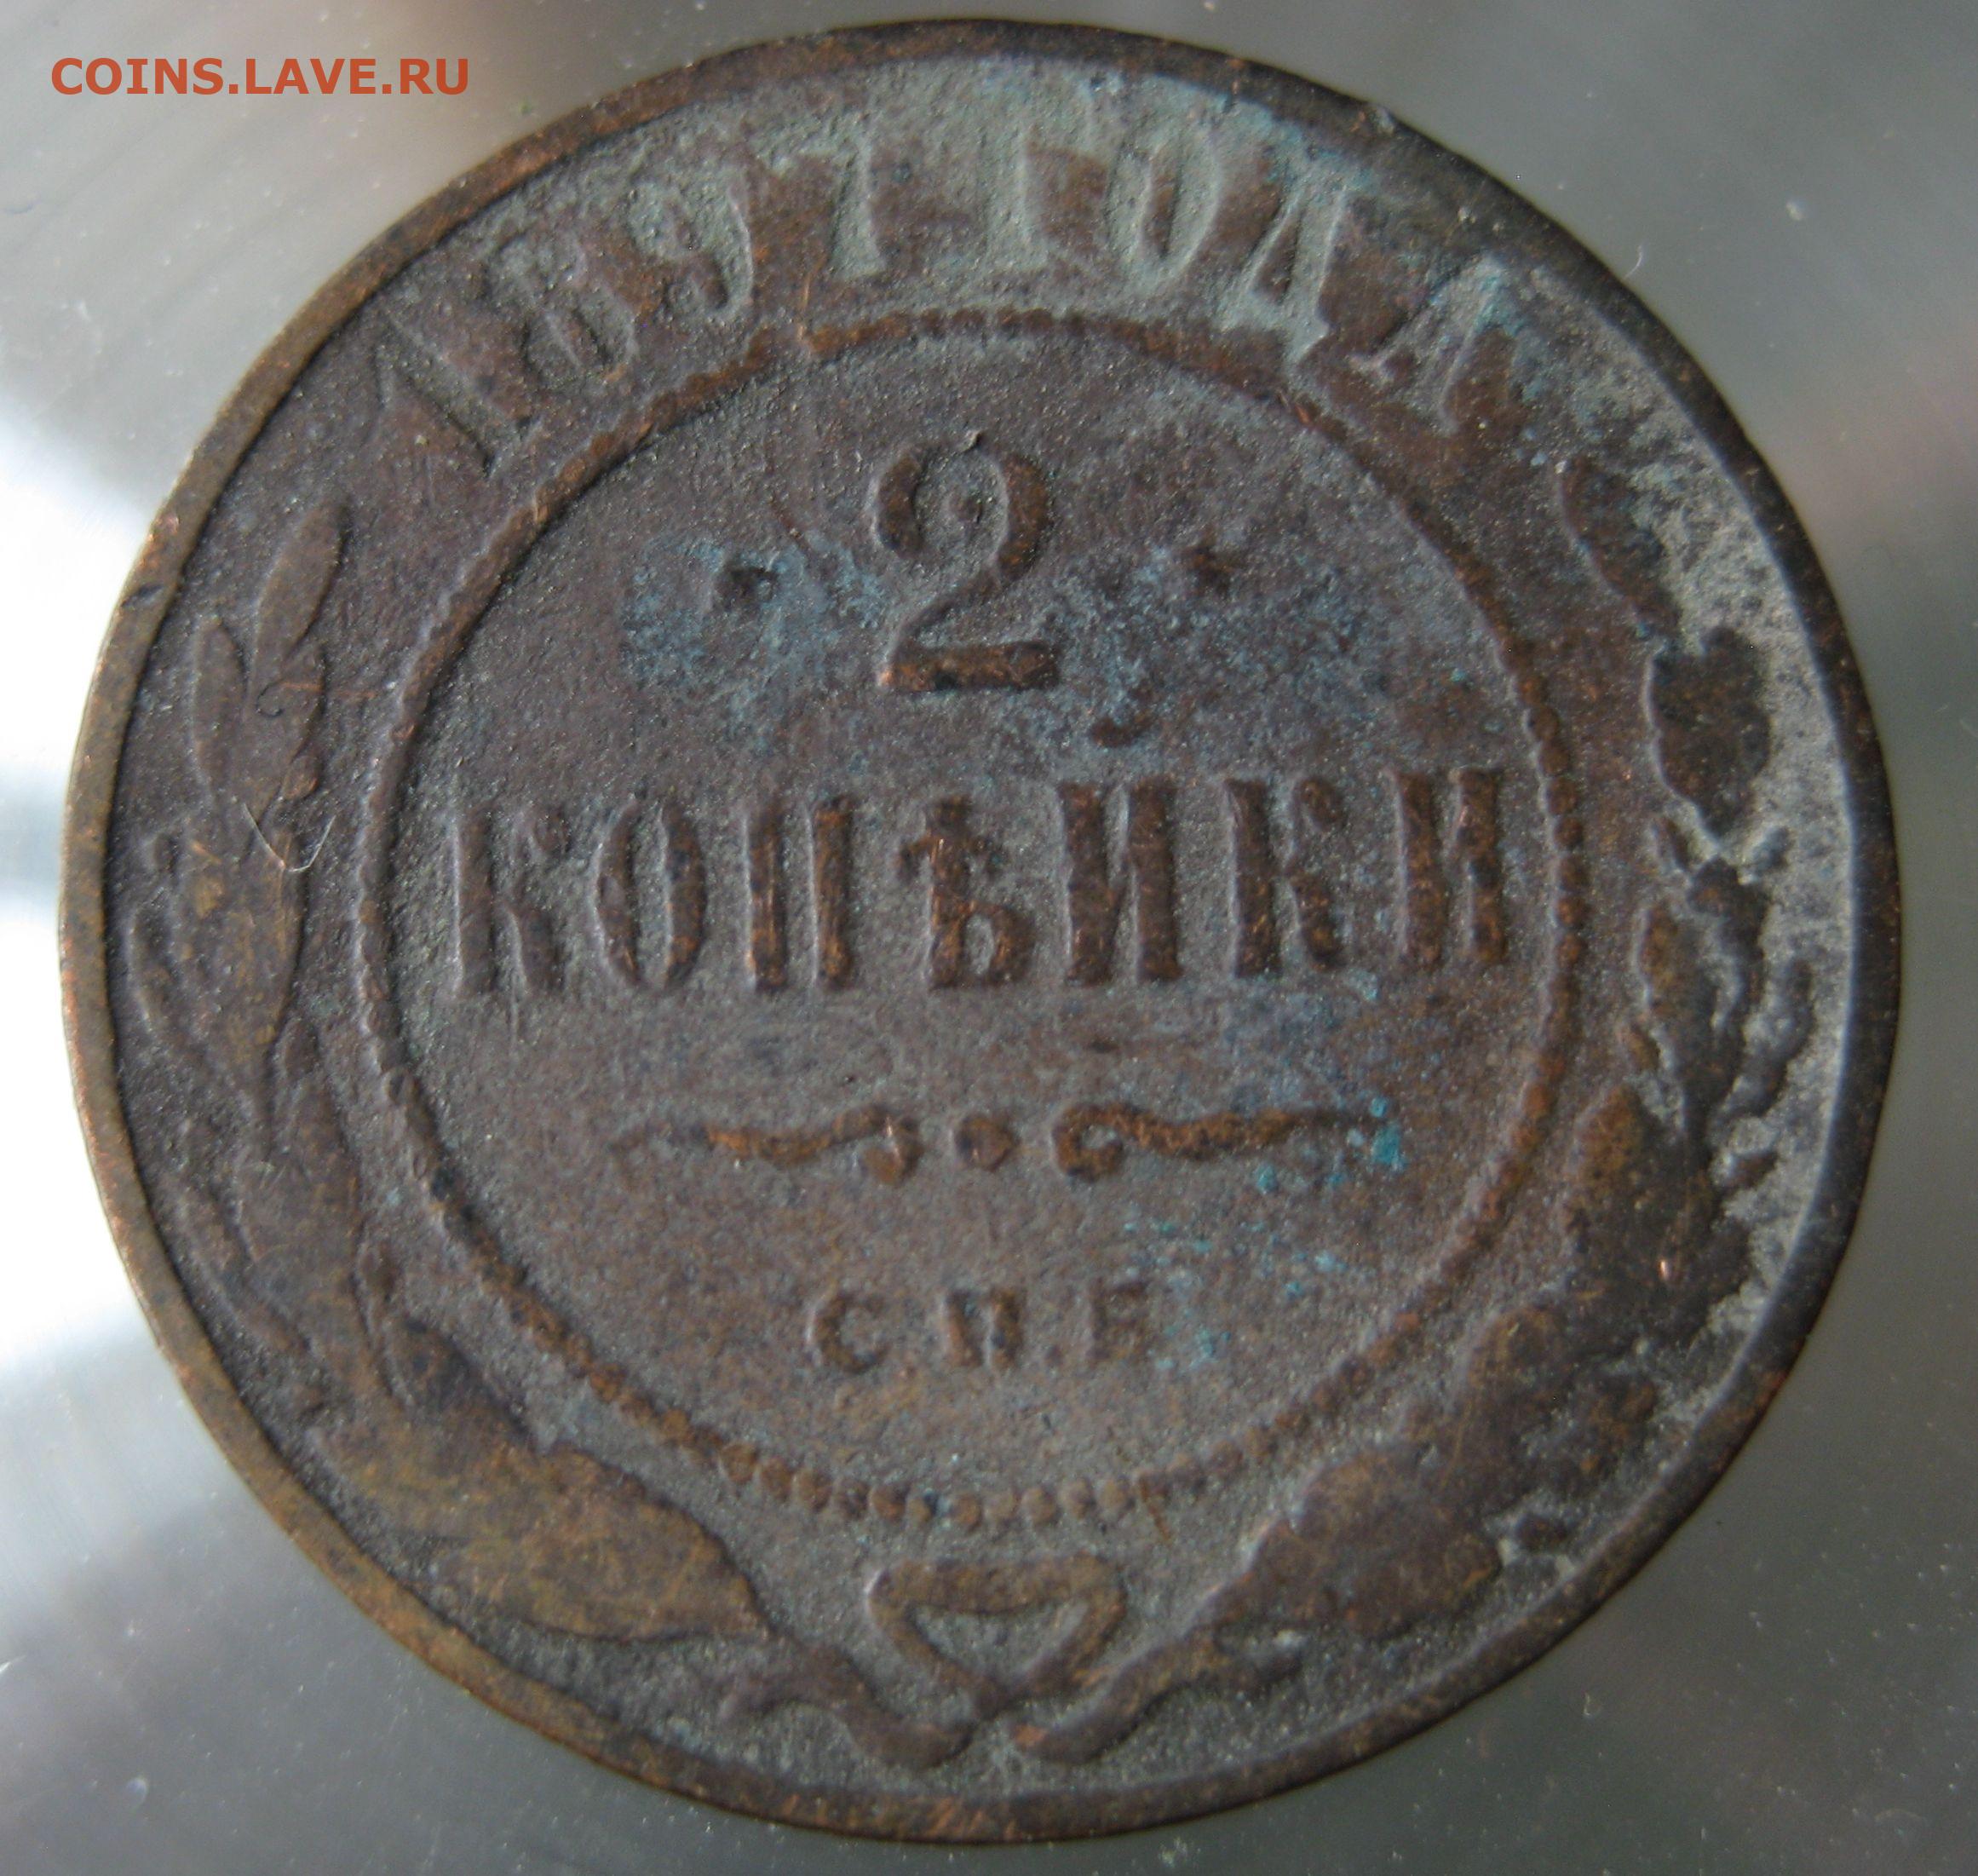 COINS.LAVE.RU
1897 ГОДА
2
КОПѢЙКИ
С.П.Б.